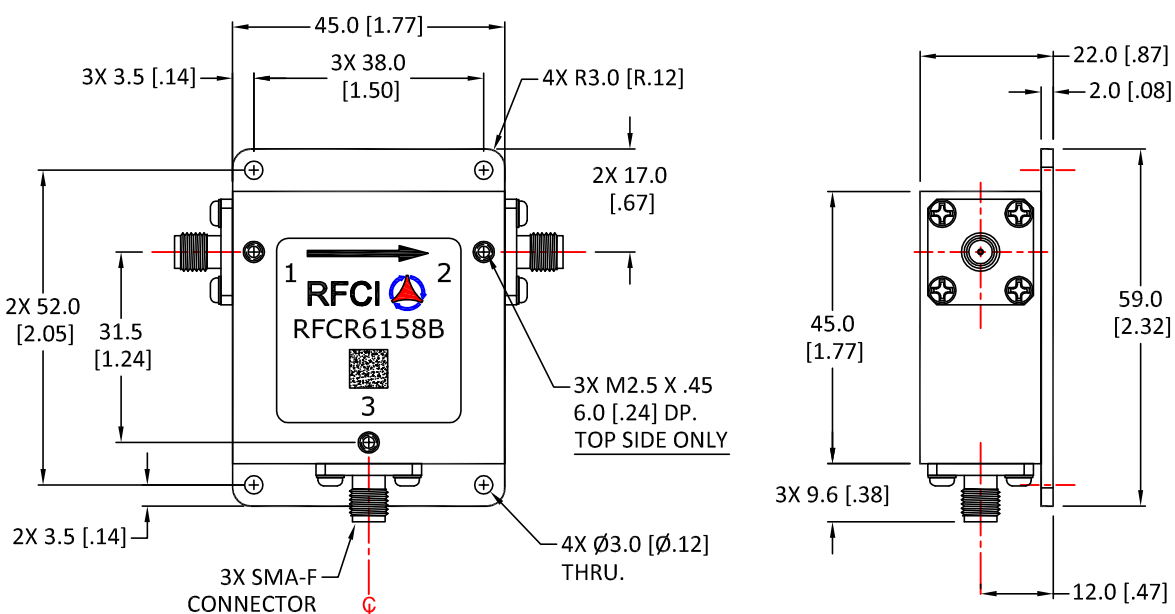 45.0 [1.77]
3X 38.0
[1.50]
3X 3.5 [.14]
4X R3.0 [R.12]
2X 17.0
[.67]
2X 52.0
[2.05]
31.5
[1.24]
1
2
RFCI
RFCR6158B
3
3X M2.5 X .45
6.0 [.24] DP.
TOP SIDE ONLY
2X 3.5 [.14]
3X SMA-F
CONNECTOR
℄
4X Ø3.0 [Ø.12]
THRU.
22.0 [.87]
2.0 [.08]
45.0
[1.77]
59.0
[2.32]
3X 9.6 [.38]
12.0 [.47]